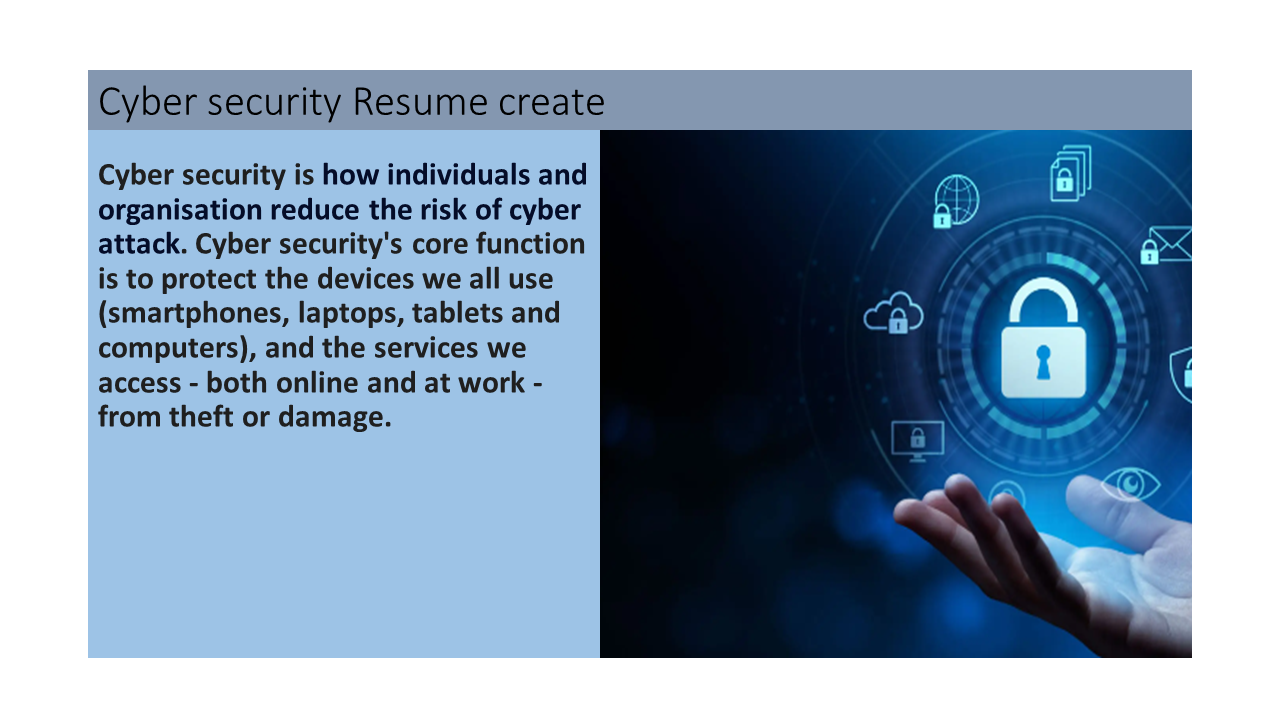 Cyber security Resume create
Cyber security is how individuals and
organisation reduce the risk of cyber
attack. Cyber security's core function
is to protect the devices we all use
(smartphones, laptops, tablets and
computers), and the services we
access - both online and at work -
from theft or damage.